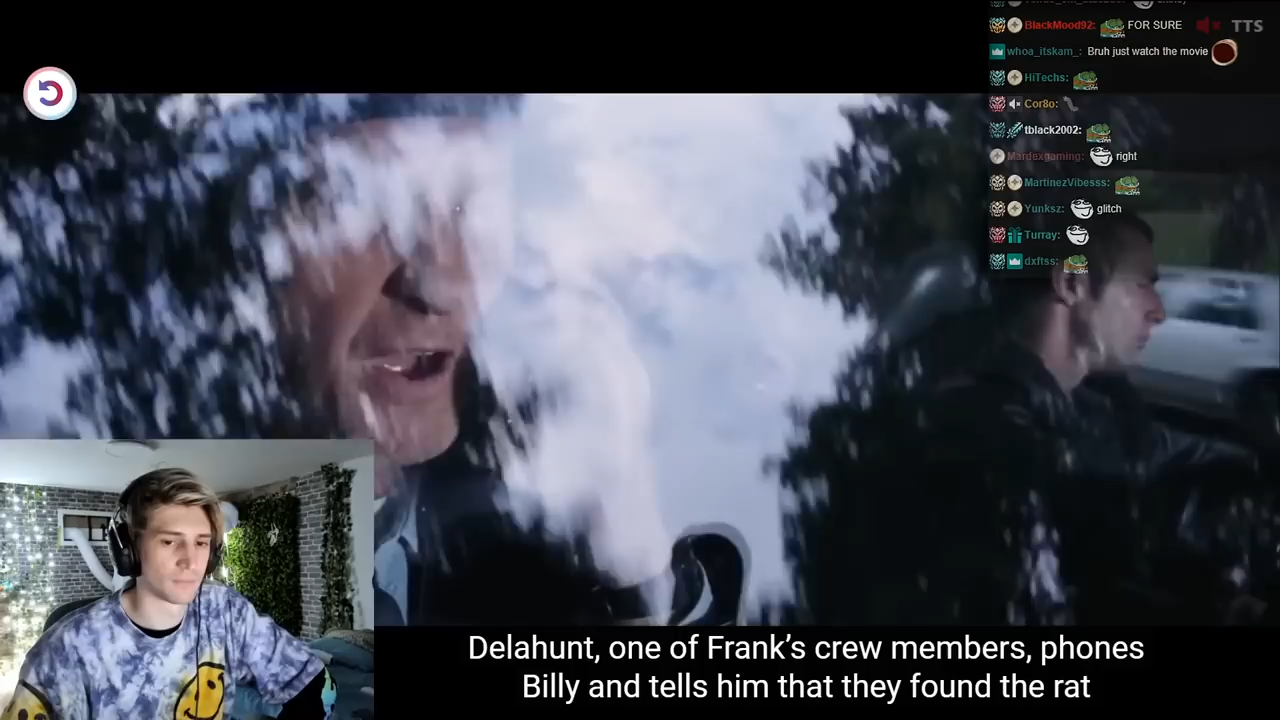 BlackMood92: FOR SURE
TTS
whoa_itskam_: Bruh just watch the movie
HiTechs:
Cor8o:
tblack2002:
Mardexgaming: right
MartinezVibesss:
Yunksz: glitch
Turray:
dxftss:
Delahunt, one of Frank’s crew members, phones
Billy and tells him that they found the rat